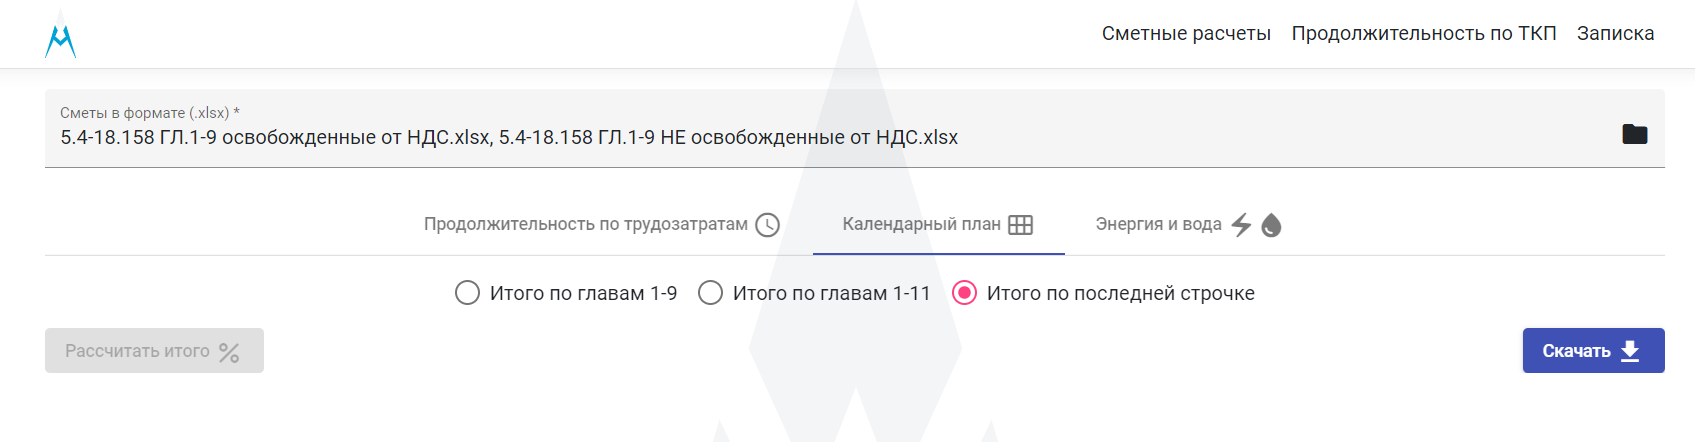 Сметные расчеты Продолжительность по ТКП Записка
Сметы в формате (.xlsx) *
5.4-18.158 ГЛ.1-9 освобожденные от НДС.xlsx, 5.4-18.158 ГЛ.1-9 НЕ освобожденные от НДС.xlsx
Продолжительность по трудозатратам Календарный план Энергия и вода
Итого по главам 1-9 Итого по главам 1-11 Итого по последней строчке
Рассчитать итого % Скачать